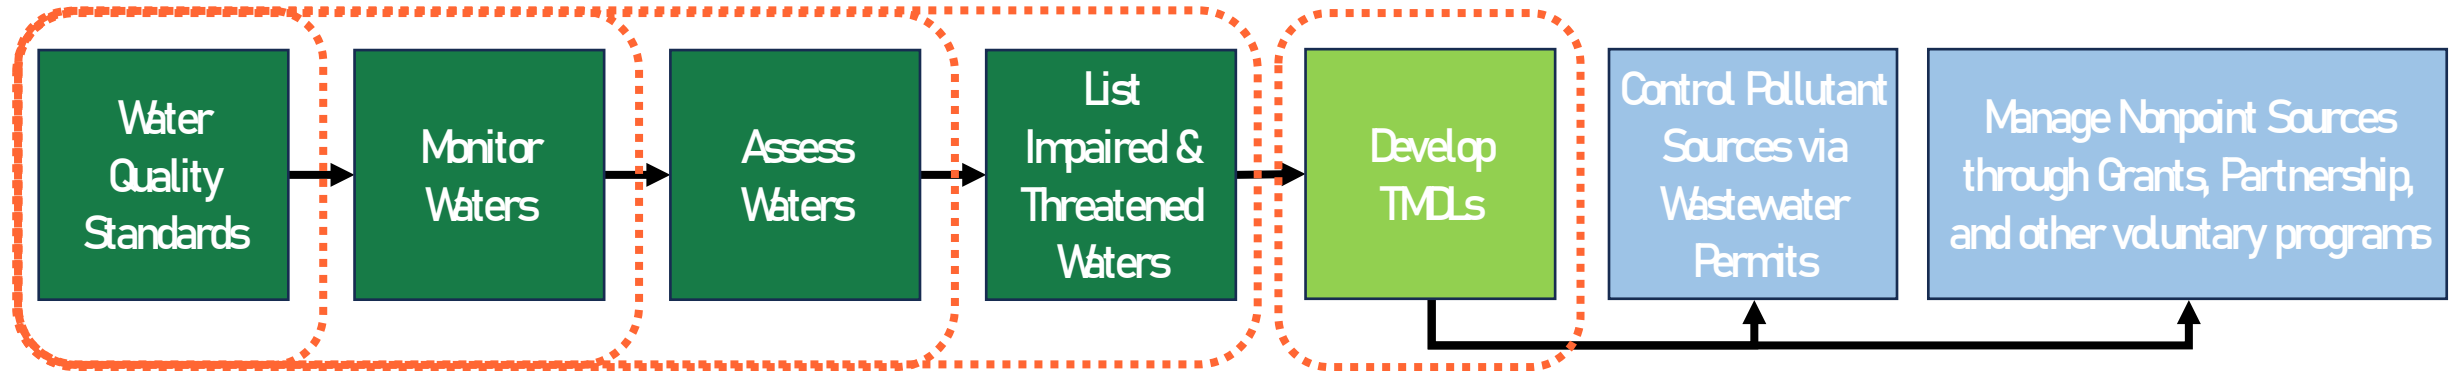 Water
Quality
Standards
Monitor
Waters
Assess
Waters
List
Impaired &
Threatened
Waters
Develop
TMDLs
Control Pollutant
Sources via
Wastewater
Permits
Manage Nonpoint Sources
through Grants, Partnership,
and other voluntary programs